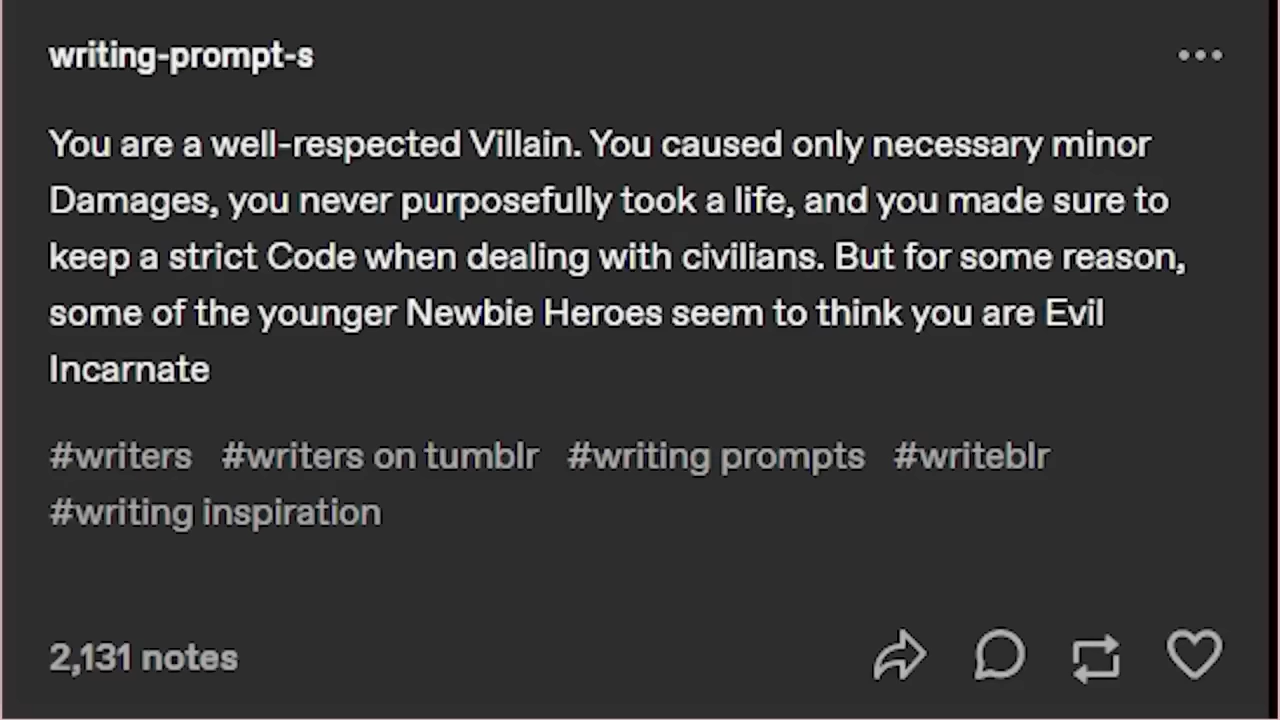 writing-prompt-s
You are a well-respected Villain. You caused only necessary minor
Damages, you never purposefully took a life, and you made sure to
keep a strict Code when dealing with civilians. But for some reason,
some of the younger Newbie Heroes seem to think you are Evil
Incarnate
#writers #writers on tumblr #writing prompts #writeblr
#writing inspiration
2,131 notes